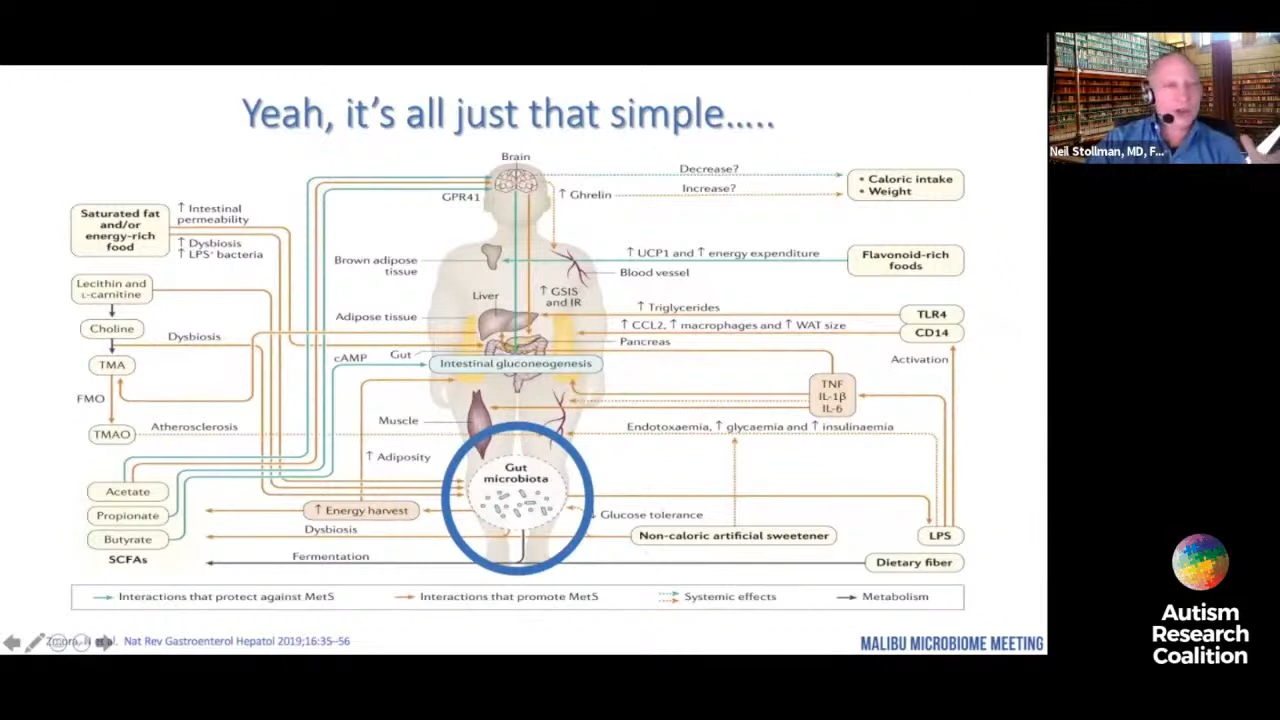 Yeah, it's all just that simple.....
Brain
Decrease?
GPR41
↑ Ghrelin
Increase?
• Caloric intake
• Weight
Saturated fat
and/or
energy-rich
food
↑ Intestinal
permeability
↑ Dysbiosis
↑ LPS⁺ bacteria
Brown adipose
tissue
↑ UCP1 and ↑ energy expenditure
Blood vessel
Flavonoid-rich
foods
Lecithin and
L-carnitine
Liver
↑ GSIS
and IR
↑ Triglycerides
TLR4
Choline
Adipose tissue
↑ CCL2, ↑ macrophages and ↑ WAT size
CD14
Dysbiosis
Pancreas
cAMP
Gut
Activation
TMA
Intestinal gluconeogenesis
FMO
TNF
IL-1β
IL-6
TMAO
Atherosclerosis
Muscle
Endotoxaemia, ↑ glycaemia and ↑ insulinaemia
↑ Adiposity
Gut
microbiota
Acetate
Propionate
Butyrate
SCFAs
↑ Energy harvest
Glucose tolerance
Dysbiosis
Non-caloric artificial sweetener
LPS
Fermentation
Dietary fiber
Interactions that protect against MetS
Interactions that promote MetS
Systemic effects
Metabolism
Nat Rev Gastroenterol Hepatol 2019;16:35–56
MALIBU MICROBIOME MEETING
Neil Stollman, MD, F...
Autism
Research
Coalition